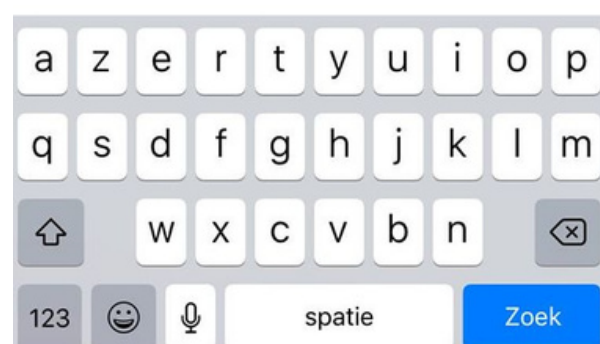 a z e r t y u i o p
q s d f g h j k l m
w x c v b n
123 spatie Zoek